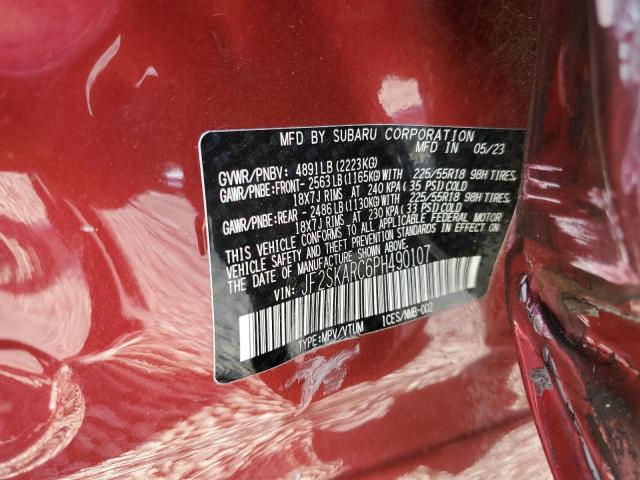 MFD BY SUBARU CORPORATION
MFD IN 05/23
GVWR/PNBV: 4891LB (2223KG)
GAWR/PNBE:FRONT- 2563LB(1165KG)WITH 225/55R18 98H TIRES,
18X7J RIMS AT 240 KPA( 35 PSI)COLD
GAWR/PNBE:REAR - 2486LB(1130KG)WITH 225/55R18 98H TIRES,
18X7J RIMS AT 230 KPA( 33 PSI)COLD
THIS VEHICLE CONFORMS TO ALL APPLICABLE FEDERAL MOTOR
VEHICLE SAFETY AND THEFT PREVENTION STANDARDS IN EFFECT ON
THE DATE OF MANUFACTURE SHOWN ABOVE.
VIN: JF2SKARC6PH490107
TYPE:MPV/VTUM ICES/NMB-002